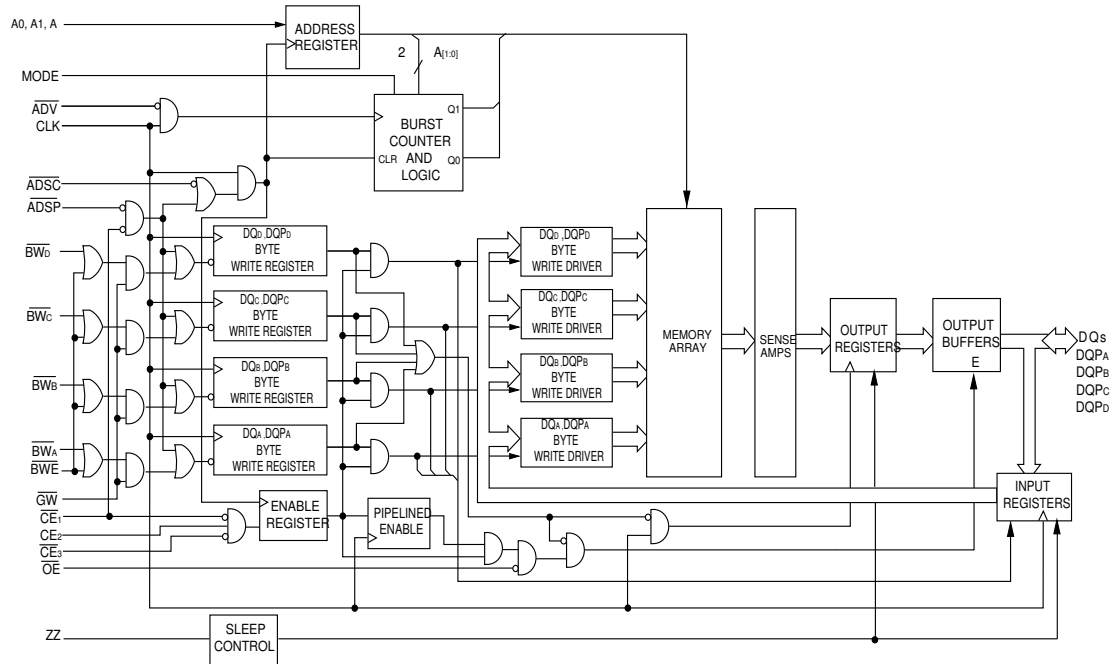 A0, A1, A
ADDRESS
REGISTER
2 A[1:0]
MODE
ADV
CLK
BURST
COUNTER
AND
LOGIC
Q1
CLR
Q0
ADSC
ADSP
BWD
DQD,DQPD
BYTE
WRITE REGISTER
DQD,DQPD
BYTE
WRITE DRIVER
BWC
DQC,DQPC
BYTE
WRITE REGISTER
DQC,DQPC
BYTE
WRITE DRIVER
BWB
DQB,DQPB
BYTE
WRITE REGISTER
DQB,DQPB
BYTE
WRITE DRIVER
BWA
BWE
DQA,DQPA
BYTE
WRITE REGISTER
DQA,DQPA
BYTE
WRITE DRIVER
MEMORY
ARRAY
SENSE
AMPS
OUTPUT
REGISTERS
OUTPUT
BUFFERS
E
DQs
DQPA
DQPB
DQPC
DQPD
INPUT
REGISTERS
GW
CE1
CE2
CE3
OE
ENABLE
REGISTER
PIPELINED
ENABLE
ZZ
SLEEP
CONTROL